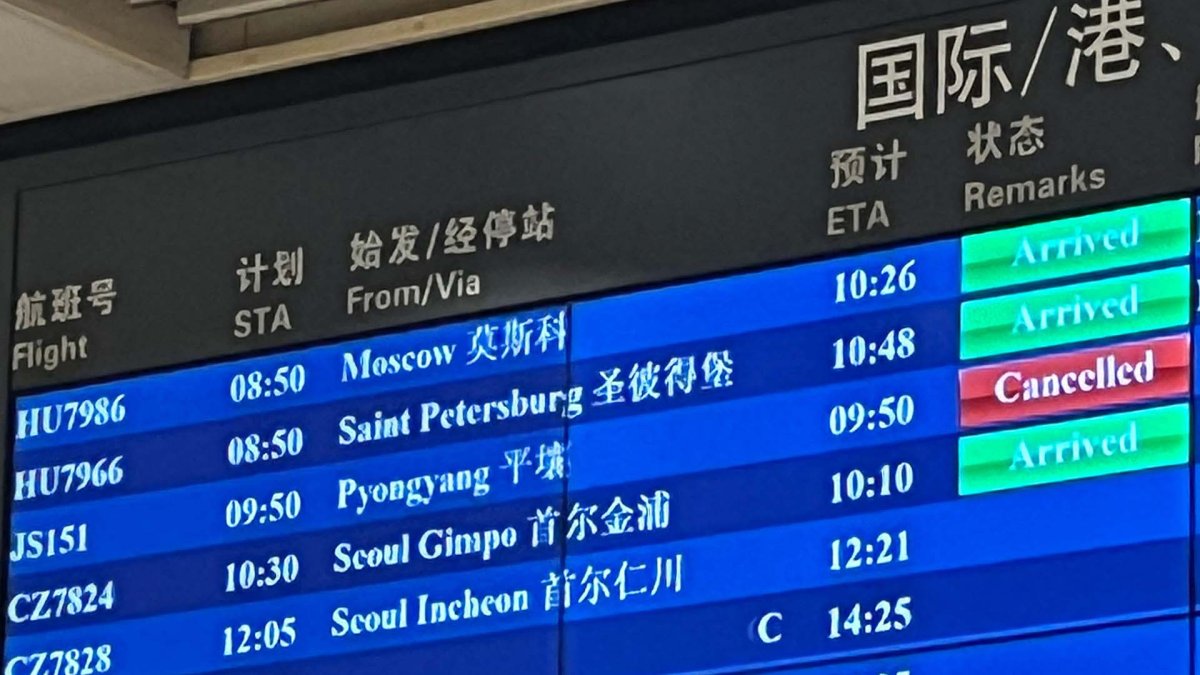 国际/港、
航班号 计划 始发/经停站 预计 状态
Flight STA From/Via ETA Remarks
HU7986 08:50 Moscow 莫斯科 10:26 Arrived
HU7966 08:50 Saint Petersburg 圣彼得堡 10:48 Arrived
JS151 09:50 Pyongyang 平壤 09:50 Cancelled
CZ7824 10:30 Seoul Gimpo 首尔金浦 10:10 Arrived
CZ7828 12:05 Seoul Incheon 首尔仁川 12:21
C 14:25